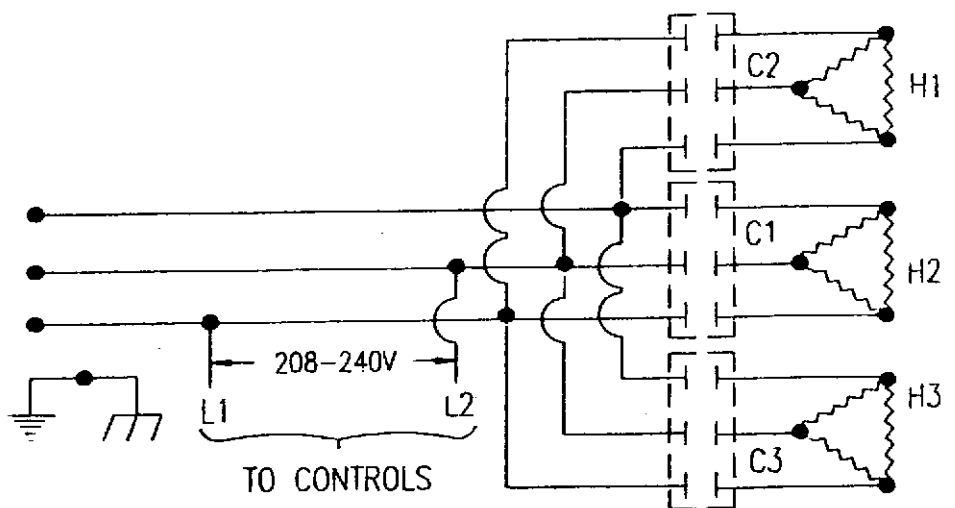 C2
H1
C1
H2
208-240V
L1
L2
H3
C3
TO CONTROLS